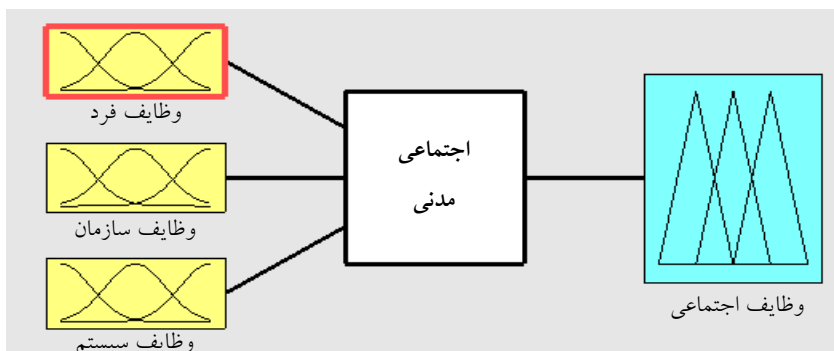 وظایف فرد
وظایف سازمان
وظایف سیستم
اجتماعی
مدنی
وظایف اجتماعی